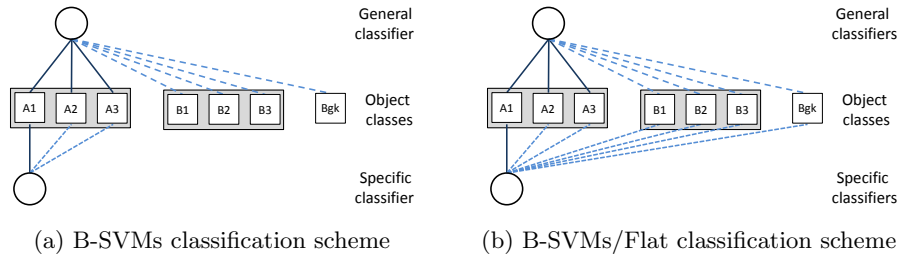 General
classifier
A1 A2 A3 B1 B2 B3 Bgk
Object
classes
Specific
classifier
(a) B-SVMs classification scheme
General
classifiers
A1 A2 A3 B1 B2 B3 Bgk
Object
classes
Specific
classifiers
(b) B-SVMs/Flat classification scheme